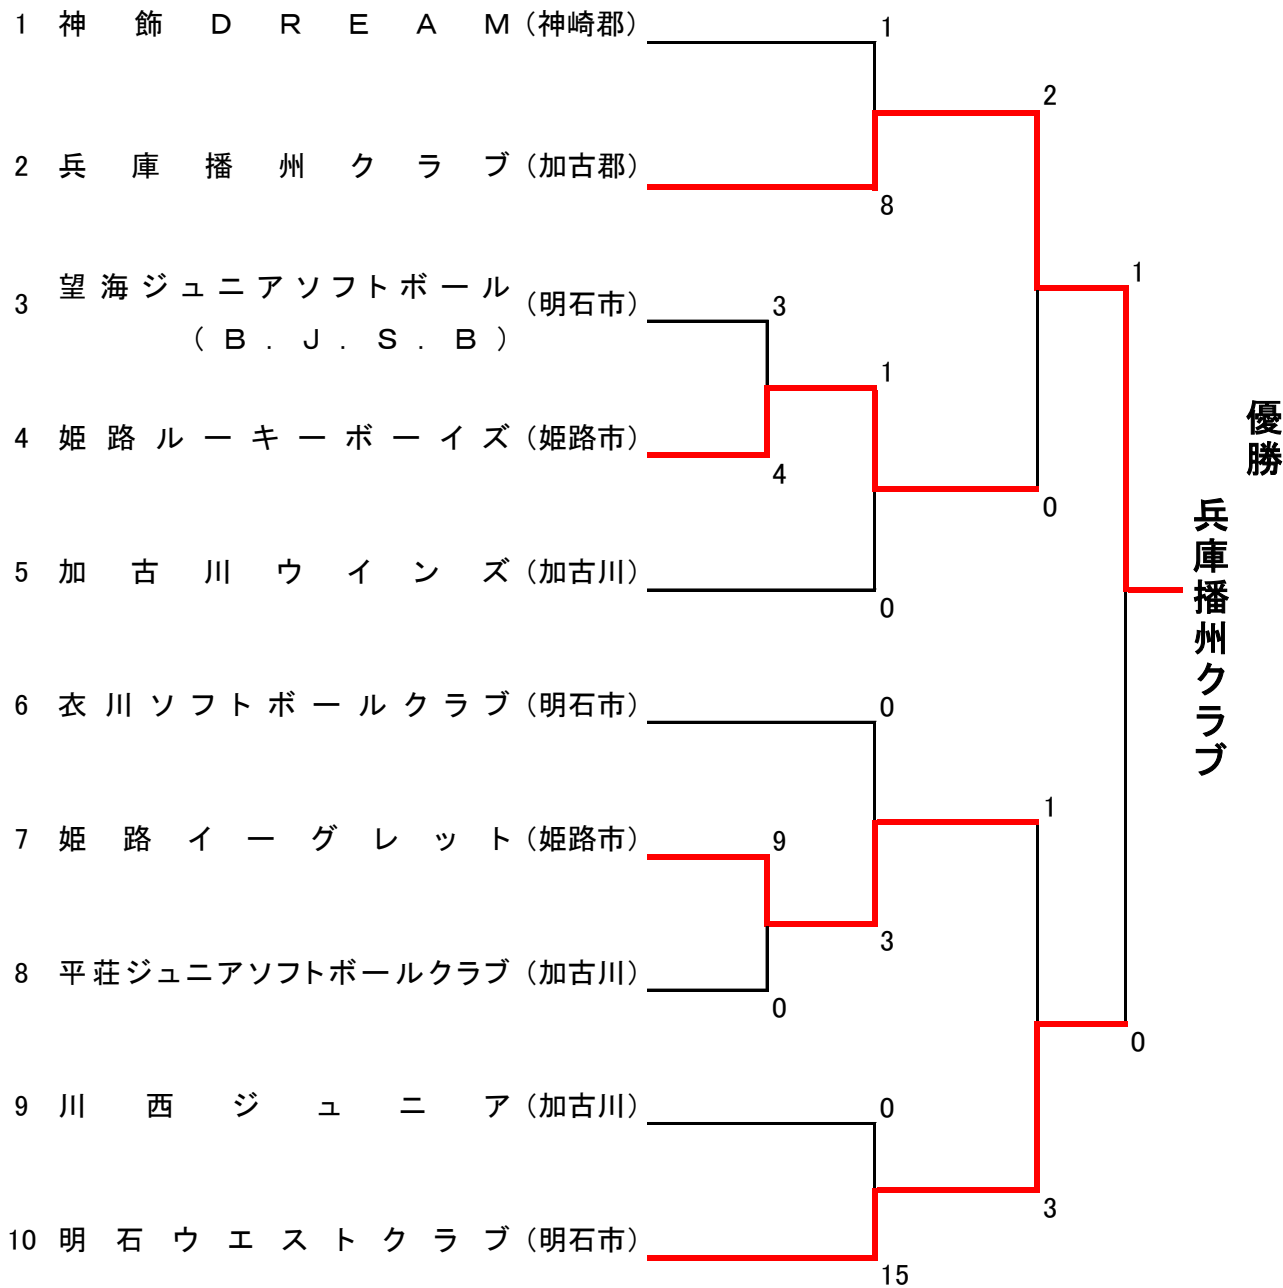 1 神飾DREAM(神崎郡)
1
2
2 兵庫播州クラブ(加古郡)
8
1
3 望海ジュニアソフトボール(明石市)
(B.J.S.B)
3
1
4 姫路ルーキーボーイズ(姫路市)
4
0
5 加古川ウインズ(加古川)
0
優勝
兵庫播州クラブ
6 衣川ソフトボールクラブ(明石市)
0
1
7 姫路イーグレット(姫路市)
9
3
8 平荘ジュニアソフトボールクラブ(加古川)
0
0
9 川西ジュニア(加古川)
0
3
10 明石ウエストクラブ(明石市)
15